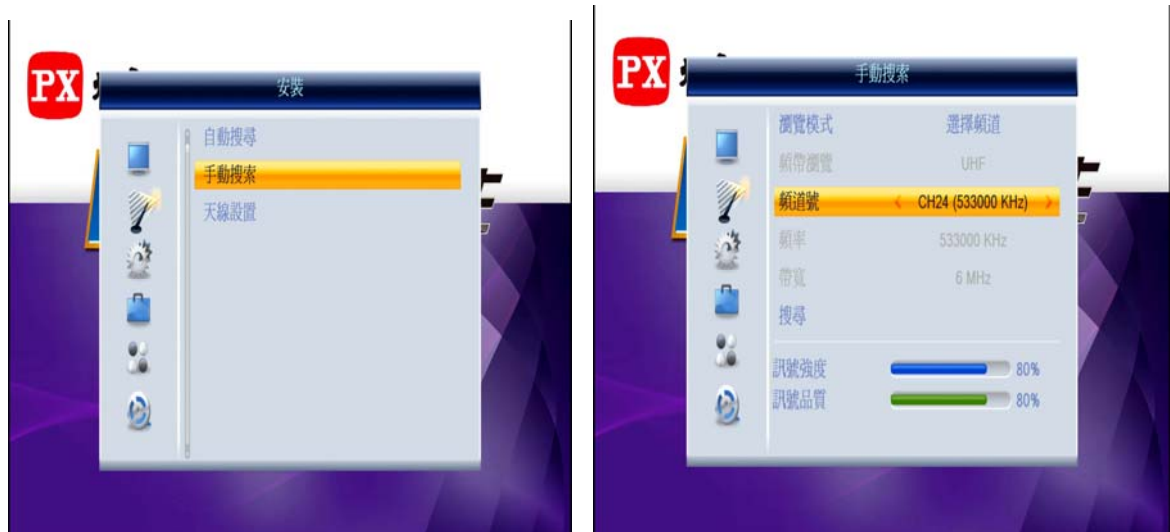 PX
安裝
自動搜尋
手動搜索
天線設置
PX
手動搜索
瀏覽模式 選擇頻道
頻帶瀏覽 UHF
頻道號 CH24 (533000 KHz)
頻率 533000 KHz
帶寬 6 MHz
搜尋
訊號強度 80%
訊號品質 80%